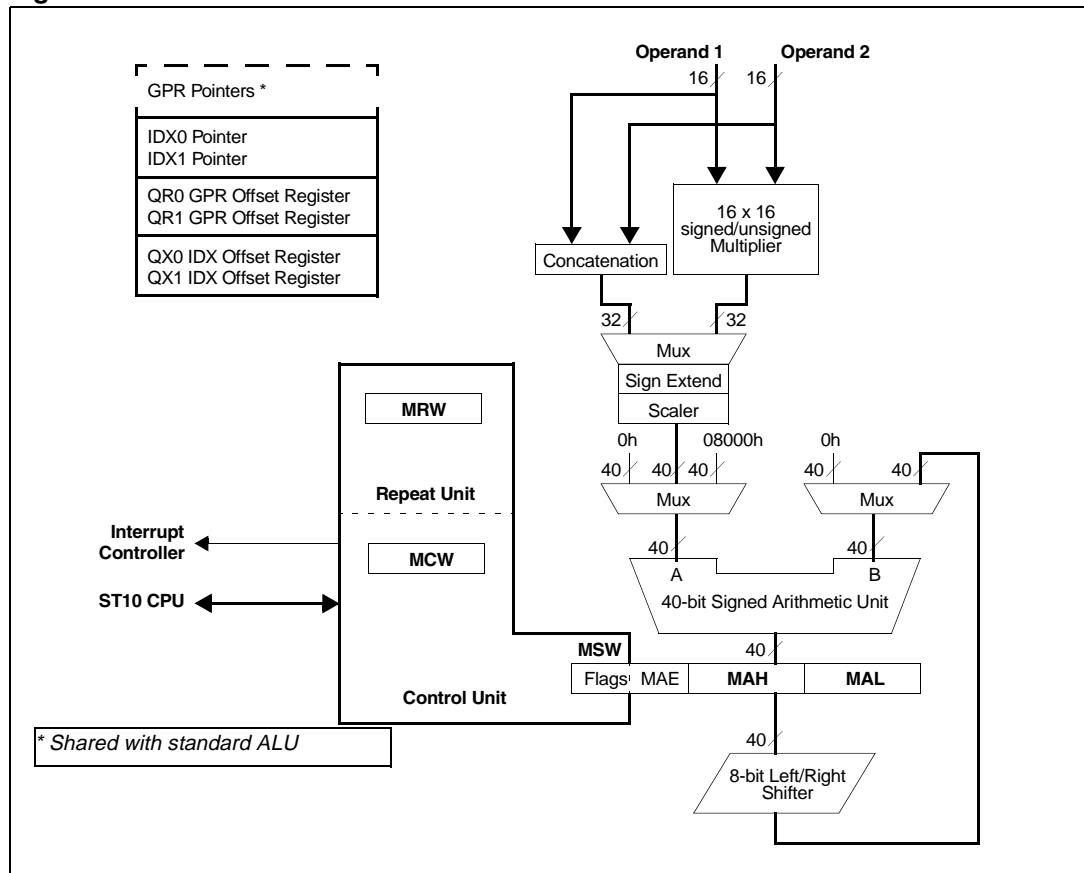 Operand 1 Operand 2
16 16
GPR Pointers *
IDX0 Pointer
IDX1 Pointer
QR0 GPR Offset Register
QR1 GPR Offset Register
QX0 IDX Offset Register
QX1 IDX Offset Register
16 x 16
signed/unsigned
Multiplier
Concatenation
32 32
Mux
Sign Extend
Scaler
0h 08000h 0h
40 40 40 40 40
Mux Mux
MRW
Repeat Unit
Interrupt
Controller
MCW
ST10 CPU
40 40
A B
40-bit Signed Arithmetic Unit
40
MSW
Flags MAE MAH MAL
Control Unit
* Shared with standard ALU
40
8-bit Left/Right
Shifter